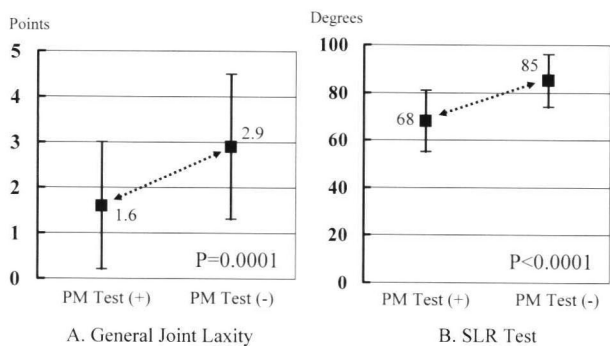 Points
5
4
3
2
1
0
2.9
1.6
P=0.0001
PM Test (+) PM Test (-)
A. General Joint Laxity
Degrees
100
80
60
40
20
0
85
68
P<0.0001
PM Test (+) PM Test (-)
B. SLR Test